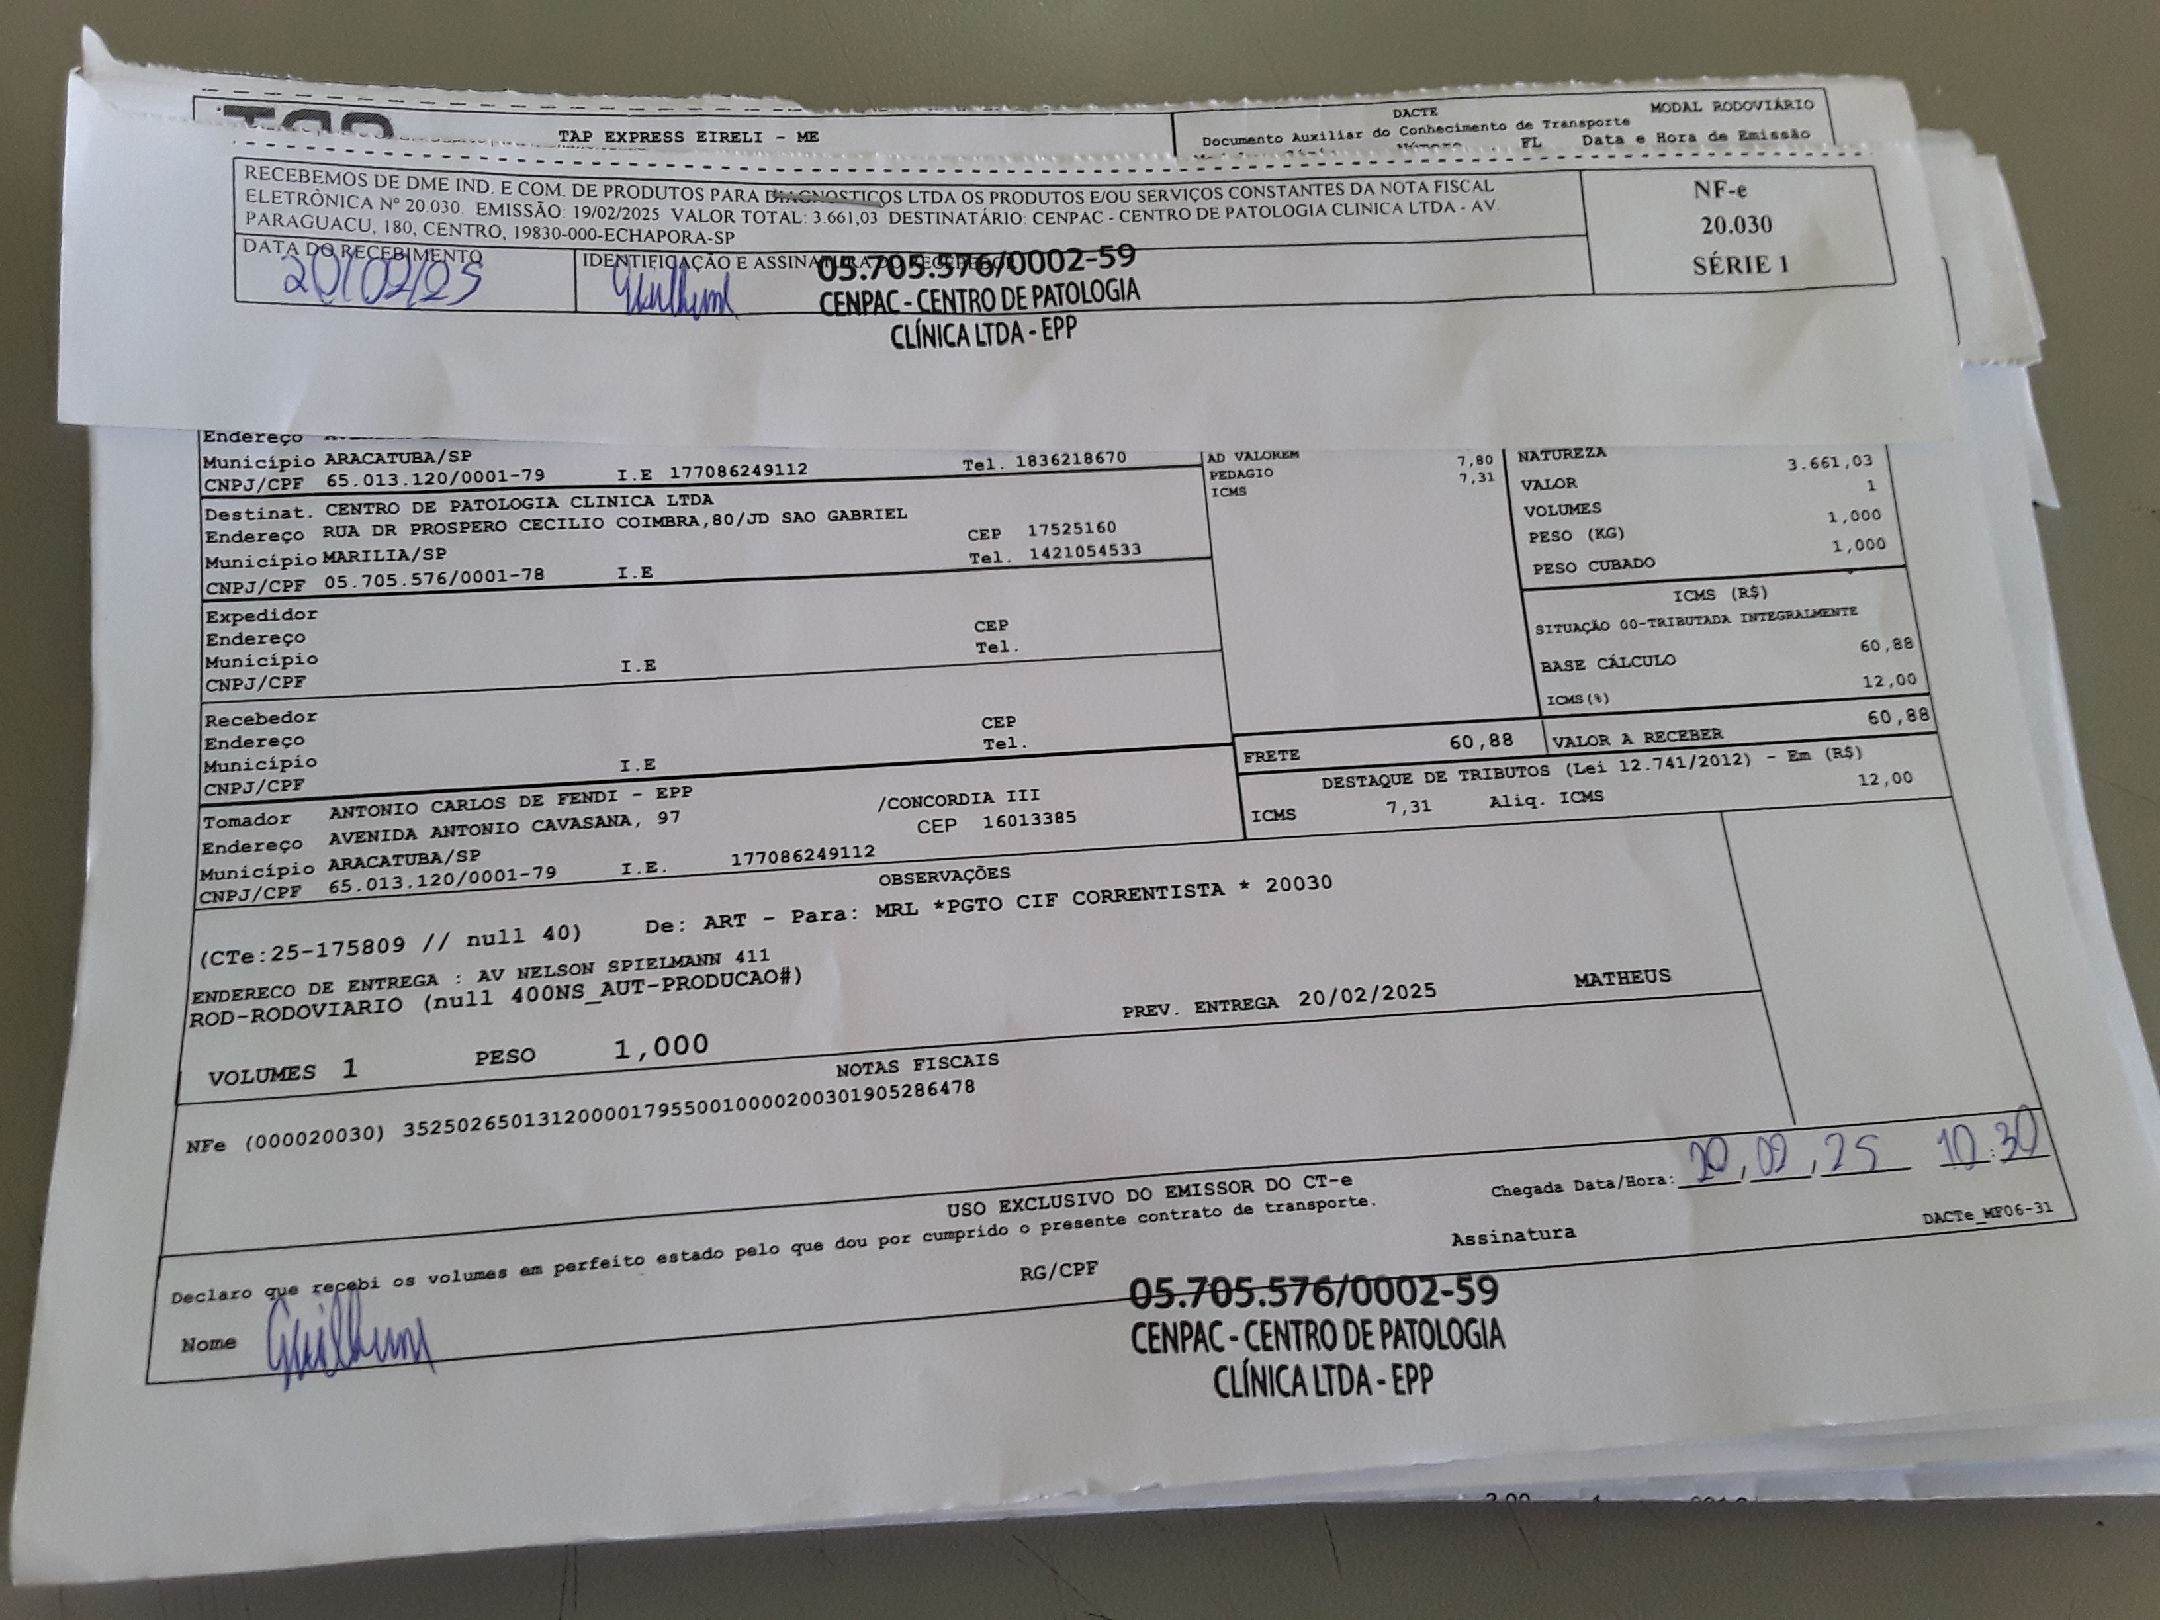 TAP EXPRESS EIRELI - ME
DACTE
MODAL RODOVIÁRIO
Documento Auxiliar do Conhecimento de Transporte
FL Data e Hora de Emissão
RECEBEMOS DE DME IND. E COM. DE PRODUTOS PARA DIAGNOSTICOS LTDA OS PRODUTOS E/OU SERVIÇOS CONSTANTES DA NOTA FISCAL
ELETRÔNICA Nº 20.030. EMISSÃO: 19/02/2025 VALOR TOTAL: 3.661,03 DESTINATÁRIO: CENPAC - CENTRO DE PATOLOGIA CLINICA LTDA - AV.
PARAGUACU, 180, CENTRO, 19830-000-ECHAPORA-SP
NF-e
20.030
SÉRIE 1
DATA DO RECEBIMENTO
20/02/25
IDENTIFICAÇÃO E ASSINATURA
Guilherme
05.705.576/0002-59
CENPAC - CENTRO DE PATOLOGIA
CLÍNICA LTDA - EPP
Endereço
Município ARACATUBA/SP
CNPJ/CPF 65.013.120/0001-79 I.E 177086249112 Tel. 1836218670
Destinat. CENTRO DE PATOLOGIA CLINICA LTDA
Endereço RUA DR PROSPERO CECILIO COIMBRA,80/JD SAO GABRIEL
Município MARILIA/SP CEP 17525160
CNPJ/CPF 05.705.576/0001-78 I.E Tel. 1421054533
Expedidor
Endereço CEP
Município Tel.
CNPJ/CPF I.E
Recebedor
Endereço CEP
Município Tel.
CNPJ/CPF I.E
Tomador ANTONIO CARLOS DE FENDI - EPP
Endereço AVENIDA ANTONIO CAVASANA, 97 /CONCORDIA III
Município ARACATUBA/SP CEP 16013385
CNPJ/CPF 65.013.120/0001-79 I.E. 177086249112
AD VALOREM 7,80
PEDAGIO 7,31
ICMS
NATUREZA
VALOR 3.661,03
VOLUMES 1
PESO (KG) 1,000
PESO CUBADO 1,000
ICMS (R$)
SITUAÇÃO 00-TRIBUTADA INTEGRALMENTE
BASE CÁLCULO 60,88
ICMS(%) 12,00
FRETE 60,88 VALOR A RECEBER 60,88
DESTAQUE DE TRIBUTOS (Lei 12.741/2012) - Em (R$)
ICMS 7,31 Aliq. ICMS 12,00
OBSERVAÇÕES
(CTe:25-175809 // null 40) De: ART - Para: MRL *PGTO CIF CORRENTISTA * 20030
ENDERECO DE ENTREGA : AV NELSON SPIELMANN 411
ROD-RODOVIARIO (null 400NS_AUT-PRODUCAO#)
PREV. ENTREGA 20/02/2025 MATHEUS
VOLUMES 1 PESO 1,000
NOTAS FISCAIS
NFe (000020030) 35250265013120000179550010000200301905286478
USO EXCLUSIVO DO EMISSOR DO CT-e
Declaro que recebi os volumes em perfeito estado pelo que dou por cumprido o presente contrato de transporte.
Chegada Data/Hora: 20,02,25 10:30
Nome Guilherme
RG/CPF
Assinatura
DACTe_MF06-31
05.705.576/0002-59
CENPAC - CENTRO DE PATOLOGIA
CLÍNICA LTDA - EPP